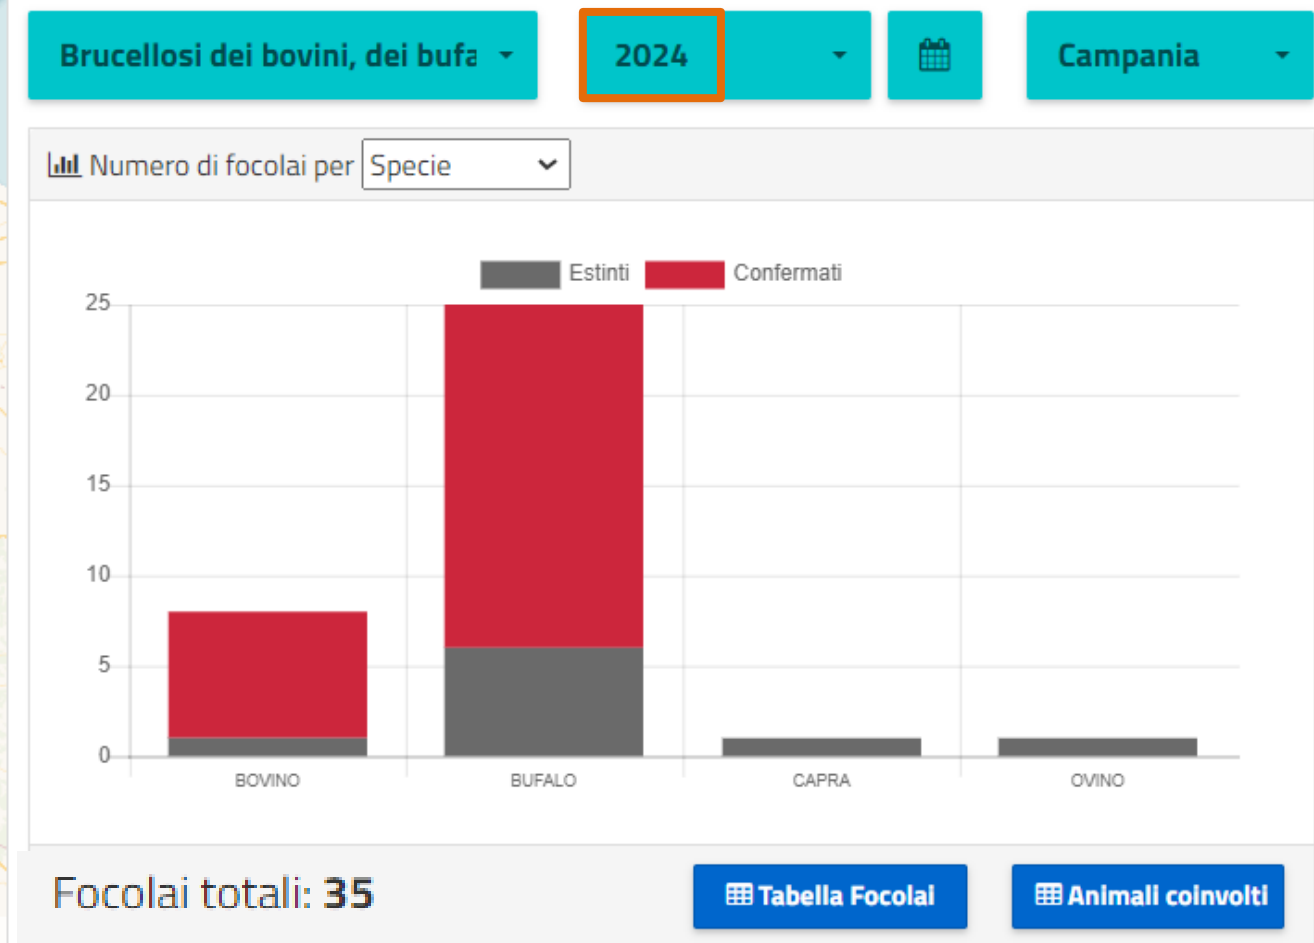 Brucellosi dei bovini, dei bufa
2024
Campania
Numero di focolai per Specie
Estinti Confermati
25
20
15
10
5
0
BOVINO BUFALO CAPRA OVINO
Focolai totali: 35
Tabella Focolai
Animali coinvolti